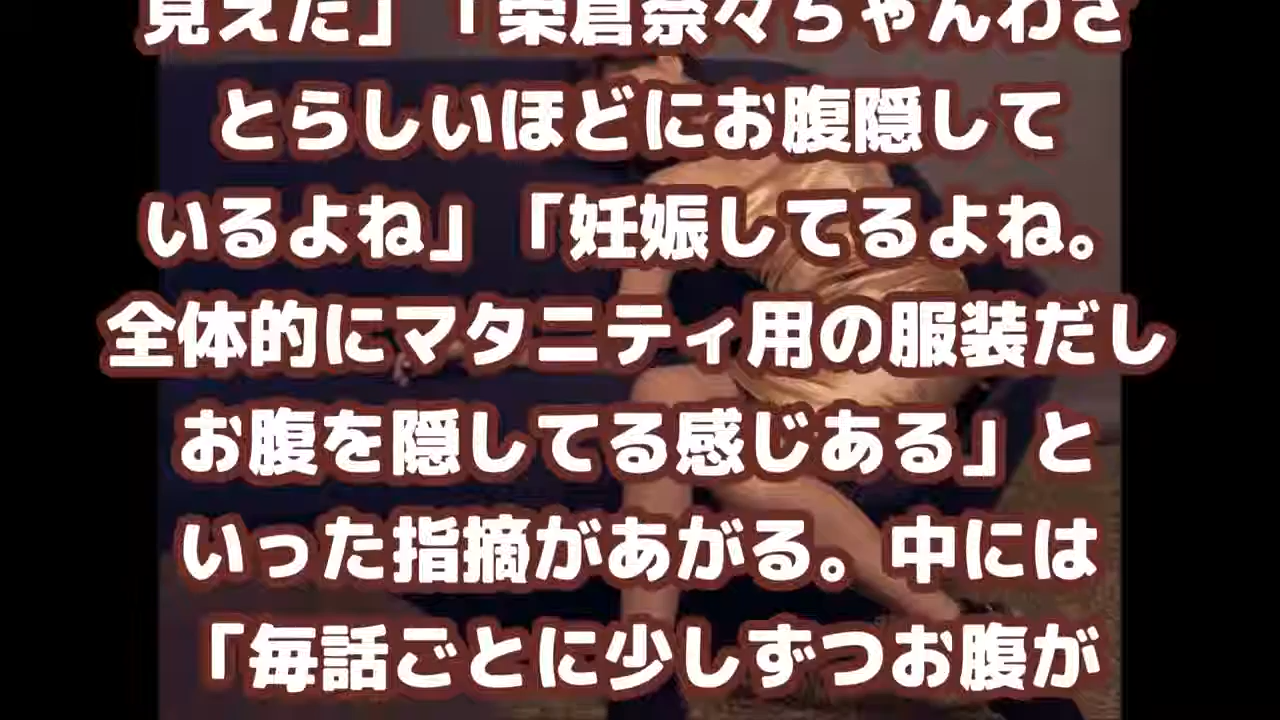 見えた」「榮倉奈々ちゃんわざ
とらしいほどにお腹隠して
いるよね」「妊娠してるよね。
全体的にマタニティ用の服装だし
お腹を隠してる感じある」と
いった指摘があがる。中には
「毎話ごとに少しずつお腹が